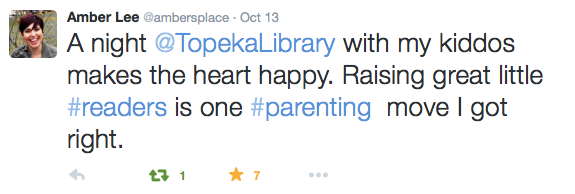 Amber Lee @ambersplace · Oct 13
A night @TopekaLibrary with my kiddos
makes the heart happy. Raising great little
#readers is one #parenting move I got
right.
1 7